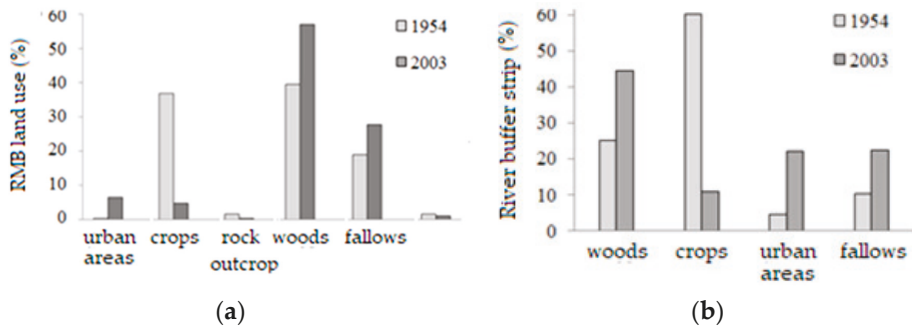 RMB land use (%)
60
50
40
30
20
10
0
1954
2003
urban areas
crops
rock outcrop
woods
fallows
(a)
River buffer strip (%)
60
50
40
30
20
10
0
1954
2003
woods
crops
urban areas
fallows
(b)